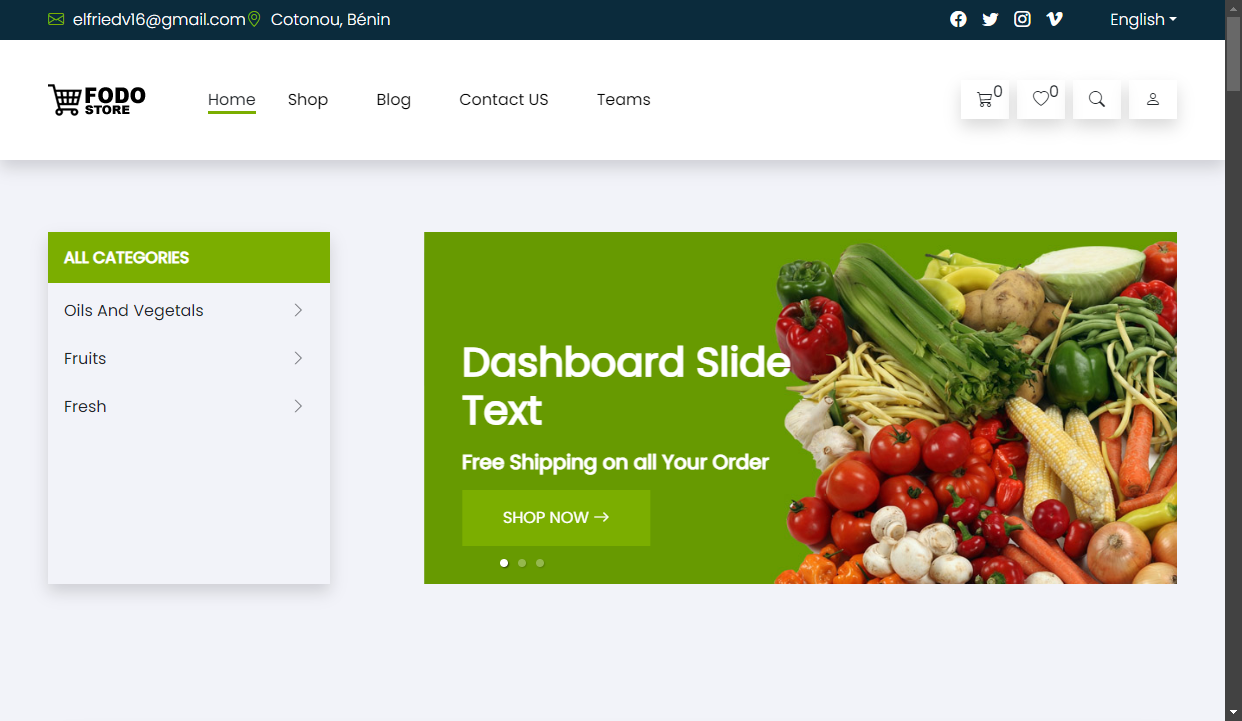 elfriedv16@gmail.com Cotonou, Bénin English
FODO
STORE
Home Shop Blog Contact US Teams 0 0
ALL CATEGORIES
Oils And Vegetals
Fruits
Fresh
Dashboard Slide
Text
Free Shipping on all Your Order
SHOP NOW